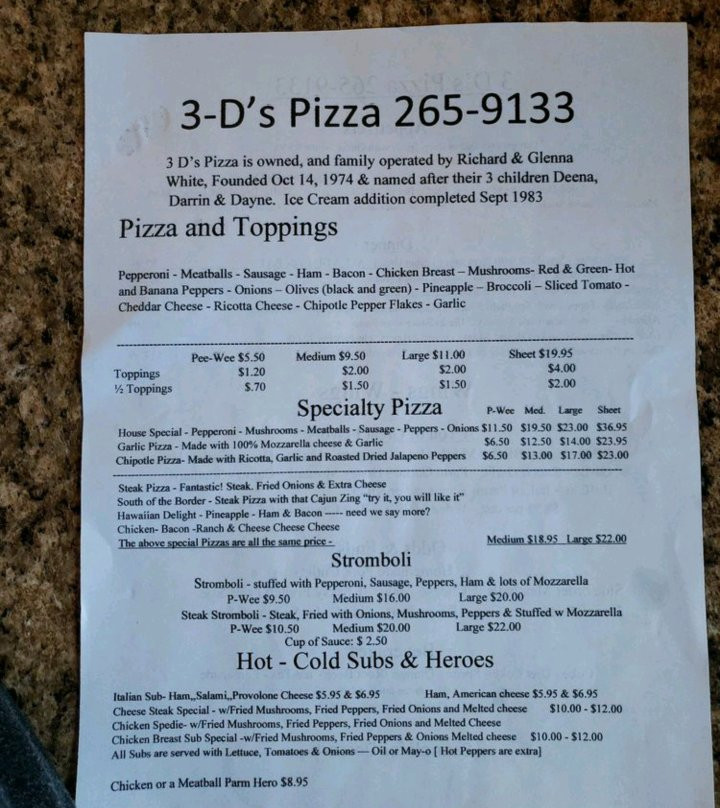 3-D's Pizza 265-9133
3 D's Pizza is owned, and family operated by Richard & Glenna
White, Founded Oct 14, 1974 & named after their 3 children Deena,
Darrin & Dayne. Ice Cream addition completed Sept 1983
Pizza and Toppings
Pepperoni - Meatballs - Sausage - Ham - Bacon - Chicken Breast – Mushrooms- Red & Green- Hot
and Banana Peppers - Onions – Olives (black and green) - Pineapple – Broccoli – Sliced Tomato -
Cheddar Cheese - Ricotta Cheese - Chipotle Pepper Flakes - Garlic
Pee-Wee $5.50 Medium $9.50 Large $11.00 Sheet $19.95
Toppings $1.20 $2.00 $2.00 $4.00
½ Toppings $.70 $1.50 $1.50 $2.00
Specialty Pizza P-Wee Med. Large Sheet
House Special - Pepperoni - Mushrooms - Meatballs - Sausage - Peppers - Onions $11.50 $19.50 $23.00 $36.95
Garlic Pizza - Made with 100% Mozzarella cheese & Garlic $6.50 $12.50 $14.00 $23.95
Chipotle Pizza- Made with Ricotta, Garlic and Roasted Dried Jalapeno Peppers $6.50 $13.00 $17.00 $23.00
Steak Pizza - Fantastic! Steak. Fried Onions & Extra Cheese
South of the Border - Steak Pizza with that Cajun Zing "try it, you will like it"
Hawaiian Delight - Pineapple - Ham & Bacon ----- need we say more?
Chicken- Bacon -Ranch & Cheese Cheese Cheese
The above special Pizzas are all the same price - Medium $18.95 Large $22.00
Stromboli
Stromboli - stuffed with Pepperoni, Sausage, Peppers, Ham & lots of Mozzarella
P-Wee $9.50 Medium $16.00 Large $20.00
Steak Stromboli - Steak, Fried with Onions, Mushrooms, Peppers & Stuffed w Mozzarella
P-Wee $10.50 Medium $20.00 Large $22.00
Cup of Sauce: $ 2.50
Hot - Cold Subs & Heroes
Italian Sub- Ham,,Salami,,Provolone Cheese $5.95 & $6.95 Ham, American cheese $5.95 & $6.95
Cheese Steak Special - w/Fried Mushrooms, Fried Peppers, Fried Onions and Melted cheese $10.00 - $12.00
Chicken Spedie- w/Fried Mushrooms, Fried Peppers, Fried Onions and Melted Cheese
Chicken Breast Sub Special -w/Fried Mushrooms, Fried Peppers & Onions Melted cheese $10.00 - $12.00
All Subs are served with Lettuce, Tomatoes & Onions — Oil or May-o [ Hot Peppers are extra]
Chicken or a Meatball Parm Hero $8.95